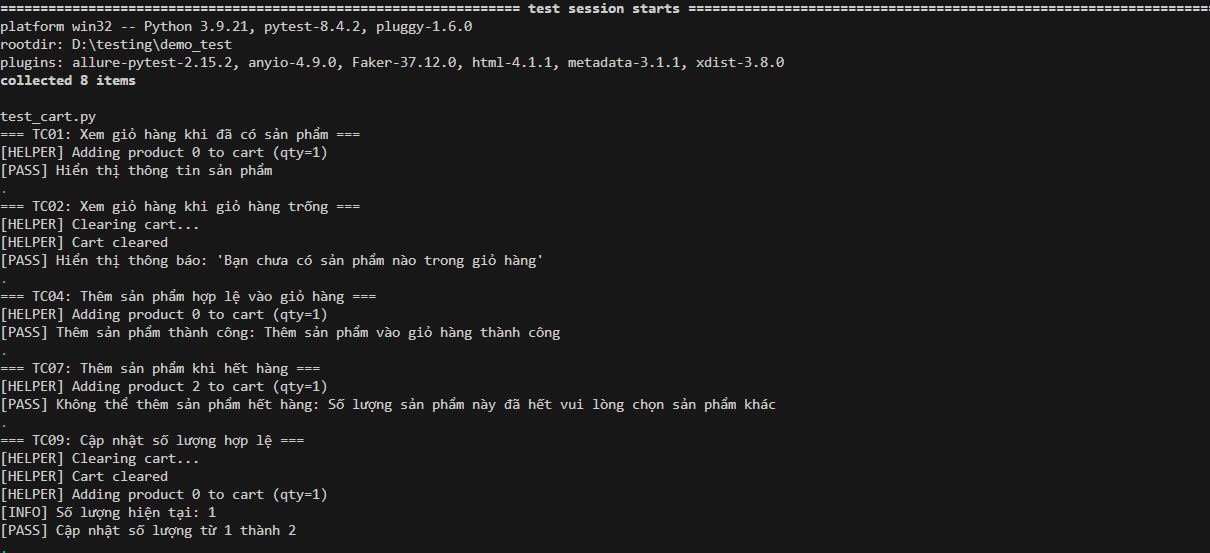 ============================================================== test session starts ==============================================================
platform win32 -- Python 3.9.21, pytest-8.4.2, pluggy-1.6.0
rootdir: D:\testing\demo_test
plugins: allure-pytest-2.15.2, anyio-4.9.0, Faker-37.12.0, html-4.1.1, metadata-3.1.1, xdist-3.8.0
collected 8 items
test_cart.py
=== TC01: Xem giỏ hàng khi đã có sản phẩm ===
[HELPER] Adding product 0 to cart (qty=1)
[PASS] Hiển thị thông tin sản phẩm
.
=== TC02: Xem giỏ hàng khi giỏ hàng trống ===
[HELPER] Clearing cart...
[HELPER] Cart cleared
[PASS] Hiển thị thông báo: 'Bạn chưa có sản phẩm nào trong giỏ hàng'
.
=== TC04: Thêm sản phẩm hợp lệ vào giỏ hàng ===
[HELPER] Adding product 0 to cart (qty=1)
[PASS] Thêm sản phẩm thành công: Thêm sản phẩm vào giỏ hàng thành công
.
=== TC07: Thêm sản phẩm khi hết hàng ===
[HELPER] Adding product 2 to cart (qty=1)
[PASS] Không thể thêm sản phẩm hết hàng: Số lượng sản phẩm này đã hết vui lòng chọn sản phẩm khác
.
=== TC09: Cập nhật số lượng hợp lệ ===
[HELPER] Clearing cart...
[HELPER] Cart cleared
[HELPER] Adding product 0 to cart (qty=1)
[INFO] Số lượng hiện tại: 1
[PASS] Cập nhật số lượng từ 1 thành 2
.